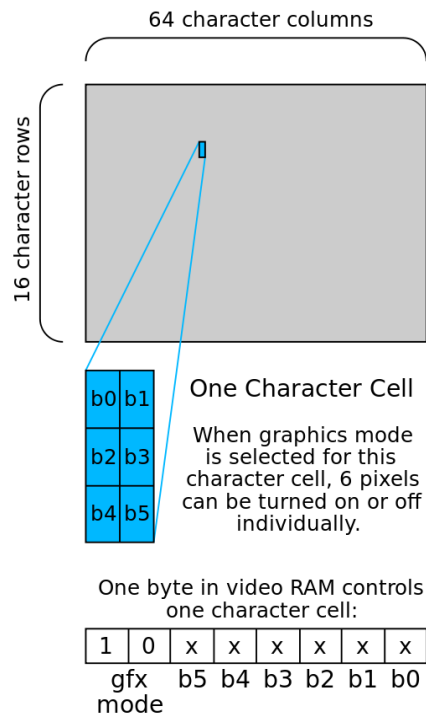 64 character columns
16 character rows
b0 b1
b2 b3
b4 b5
One Character Cell
When graphics mode
is selected for this
character cell, 6 pixels
can be turned on or off
individually.
One byte in video RAM controls
one character cell:
1 0 x x x x x x
gfx b5 b4 b3 b2 b1 b0
mode